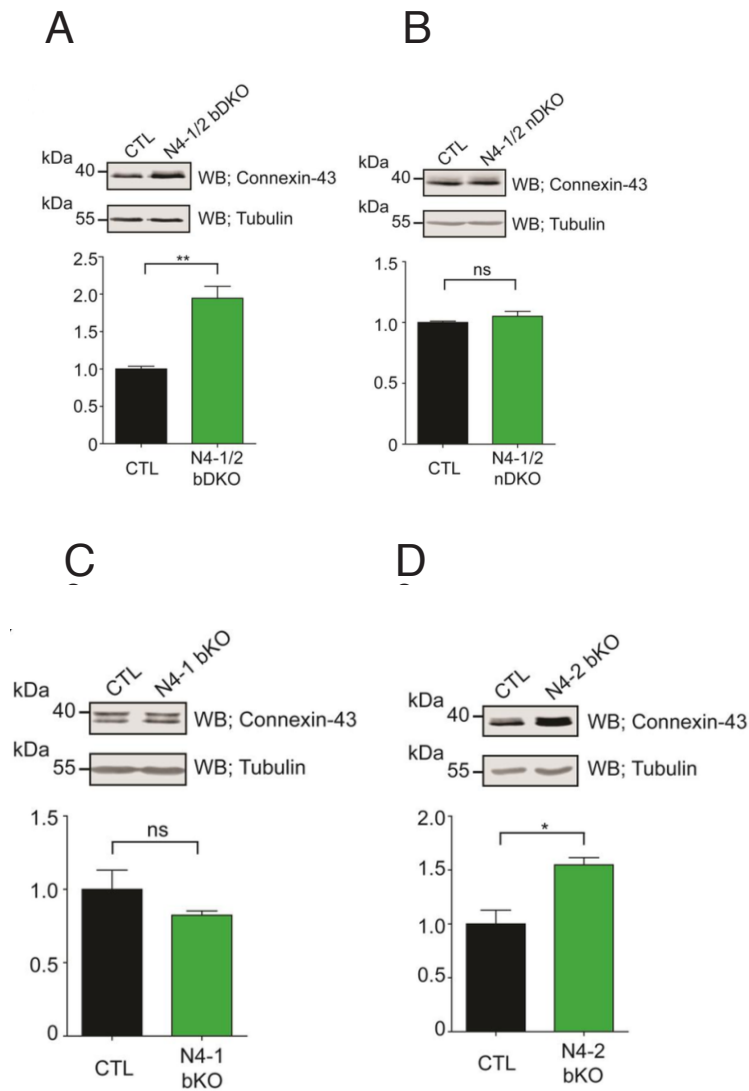 A
B
CTL N4-1/2 bDKO
kDa
40
WB; Connexin-43
kDa
55
WB; Tubulin
2.5
2.0
1.5
1.0
0.5
0
**
CTL
N4-1/2
bDKO
CTL N4-1/2 nDKO
kDa
40
WB; Connexin-43
kDa
55
WB; Tubulin
1.5
1.0
0.5
0
ns
CTL
N4-1/2
nDKO
C
D
CTL N4-1 bKO
kDa
40
WB; Connexin-43
kDa
55
WB; Tubulin
1.5
1.0
0.5
0
ns
CTL
N4-1
bKO
CTL N4-2 bKO
kDa
40
WB; Connexin-43
kDa
55
WB; Tubulin
2.0
1.5
1.0
0.5
0
*
CTL
N4-2
bKO